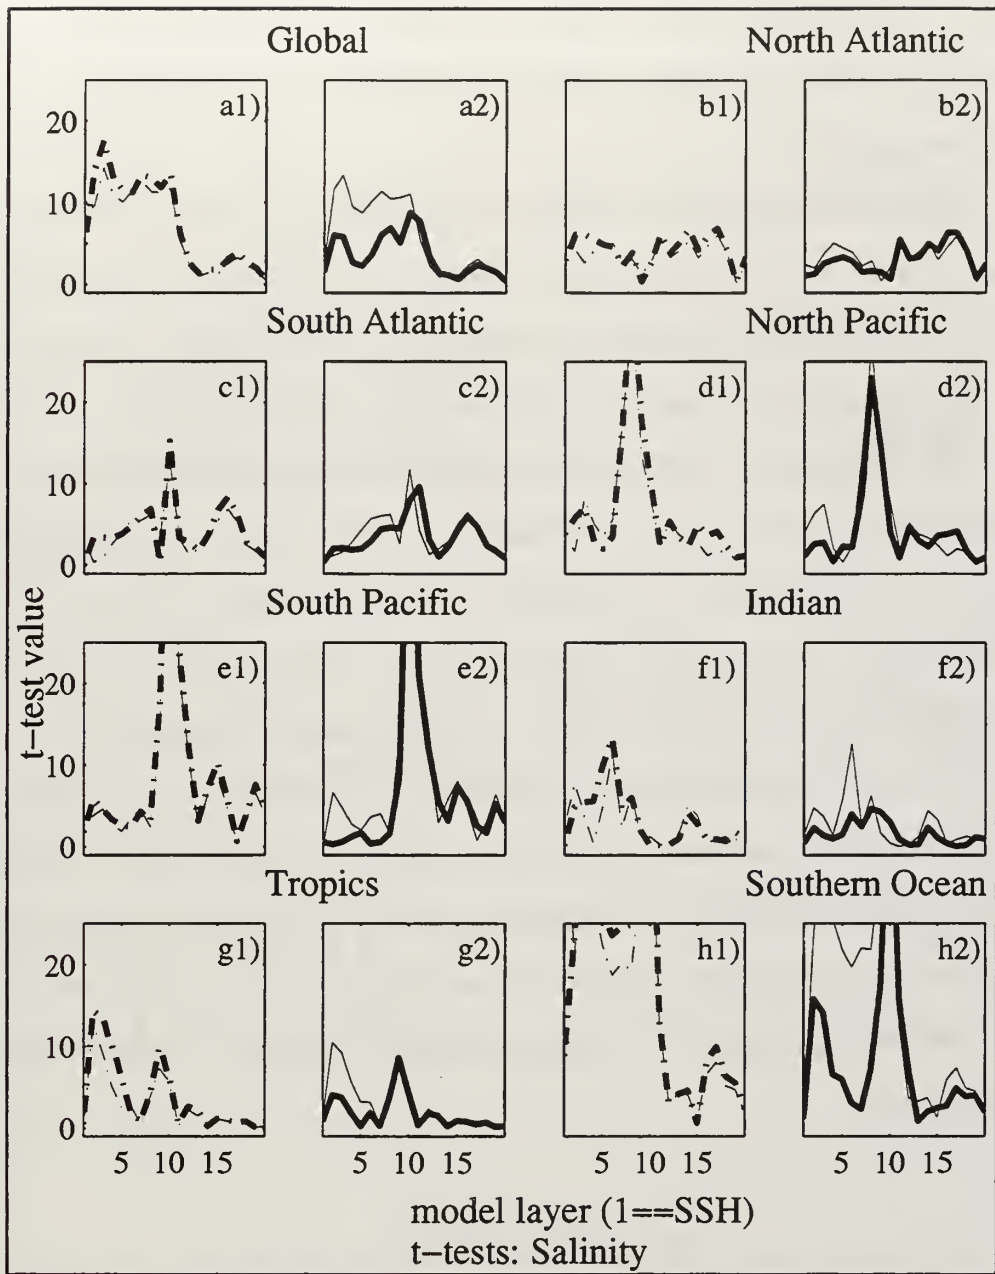 Global North Atlantic
a1) a2) b1) b2)
20
10
0
South Atlantic North Pacific
c1) c2) d1) d2)
20
10
0
South Pacific Indian
e1) e2) f1) f2)
20
10
0
t-test value
Tropics Southern Ocean
g1) g2) h1) h2)
20
10
0
5 10 15 5 10 15 5 10 15 5 10 15
model layer (1==SSH)
t-tests: Salinity